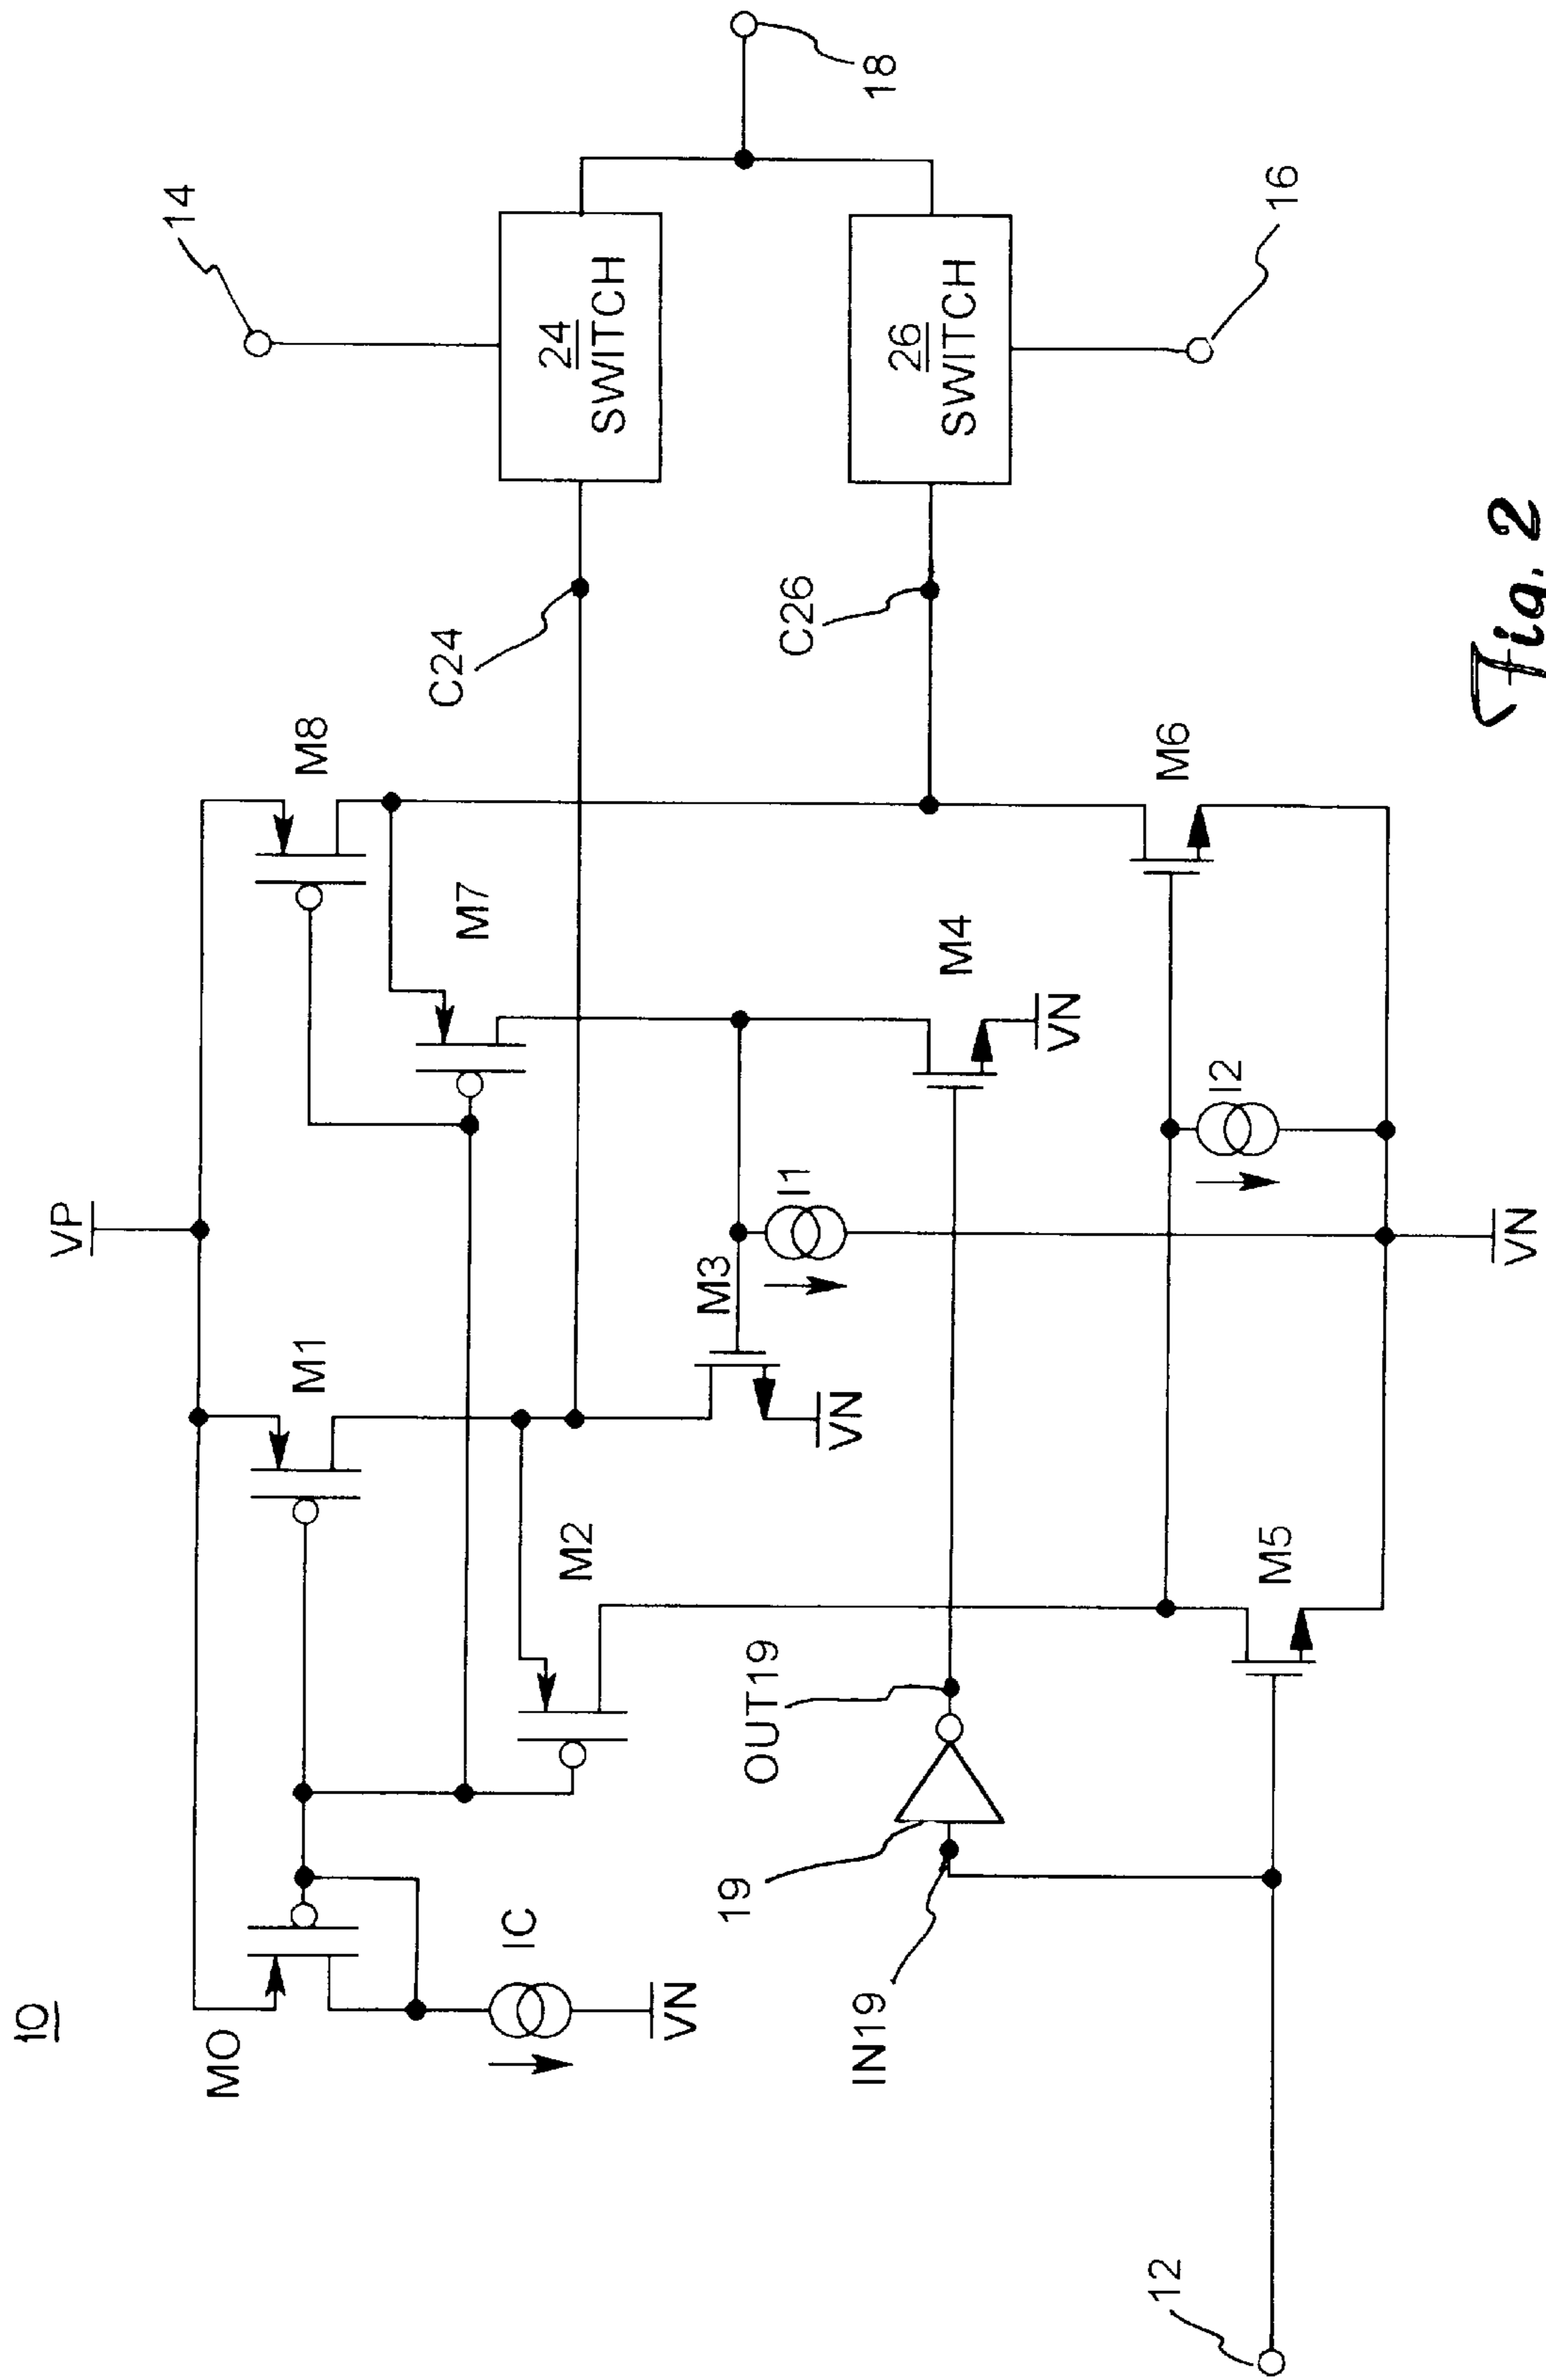 10
VP
14
18
MO
M1
M8
IC
VN
M2
M7
C24
24
SWITCH
M3
I1
VN
19
OUT19
IN19
M4
VN
C26
26
SWITCH
12
M5
I2
M6
16
VN
Fig. 2